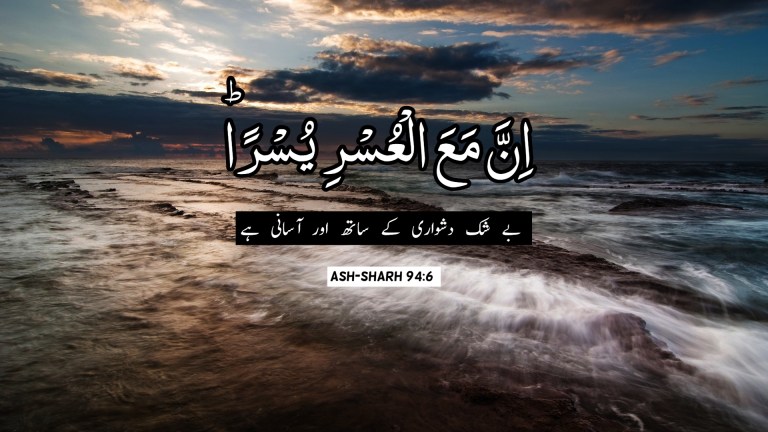 اِنَّ مَعَ الْعُسْرِ يُسْرًاؕ
بے شک دشواری کے ساتھ اور آسانی ہے
ASH-SHARH 94:6